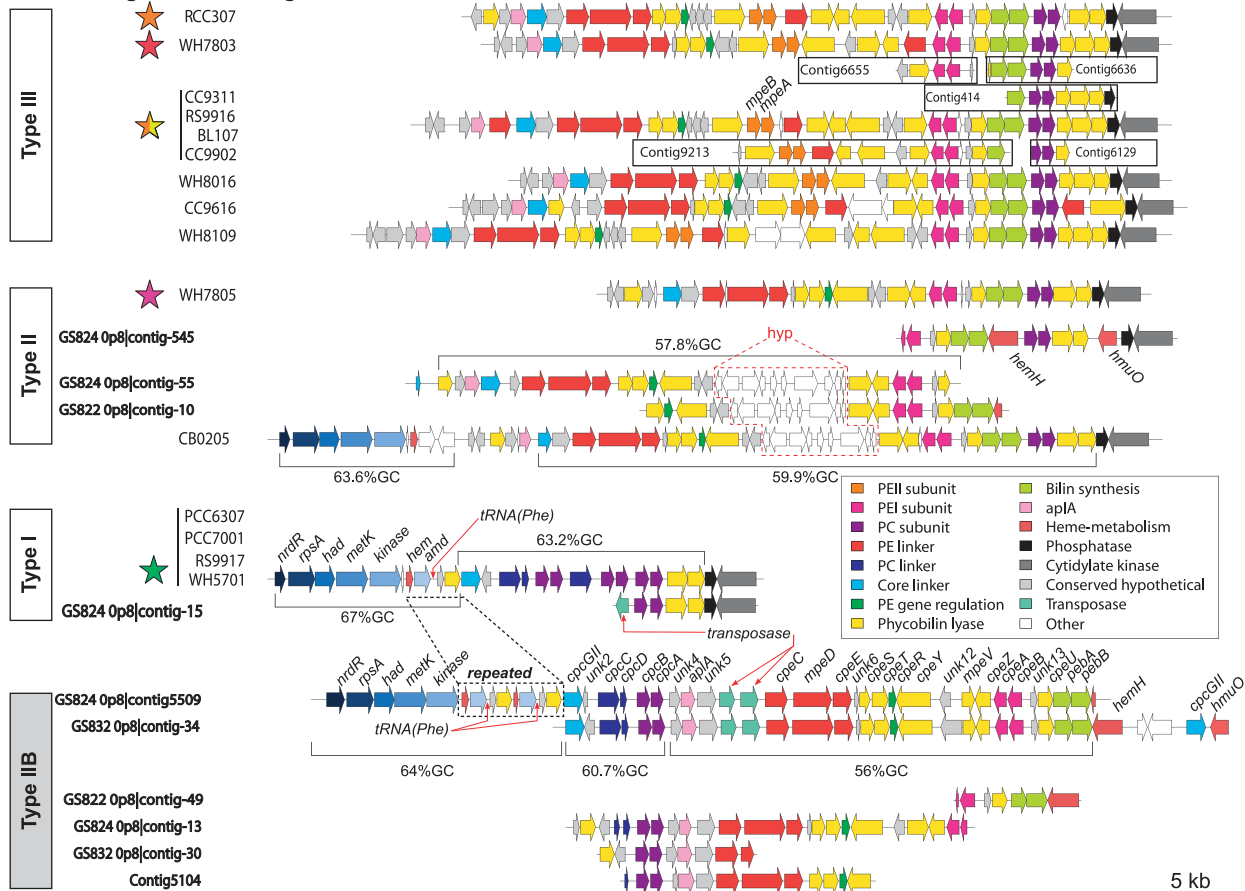 Type III
RCC307
WH7803
Contig6655
Contig6636
Contig414
mpeB
mpeA
CC9311
RS9916
BL107
CC9902
Contig9213
Contig6129
WH8016
CC9616
WH8109
Type II
WH7805
GS824 0p8|contig-545
hemH
hmuO
57.8%GC
hyp
GS824 0p8|contig-55
GS822 0p8|contig-10
CB0205
63.6%GC
59.9%GC
PEII subunit
PEI subunit
PC subunit
PE linker
PC linker
Core linker
PE gene regulation
Phycobilin lyase
Bilin synthesis
aplA
Heme-metabolism
Phosphatase
Cytidylate kinase
Conserved hypothetical
Transposase
Other
Type I
PCC6307
PCC7001
RS9917
WH5701
nrdR
rpsA
had
metK
kinase
hem
amd
tRNA(Phe)
63.2%GC
67%GC
GS824 0p8|contig-15
transposase
Type IIB
nrdR
rpsA
had
metK
kinase
repeated
cpcGII
unk2
cpcC
cpcD
cpcB
cpcA
unk4
aplA
unk5
cpeC
mpeD
cpeE
unk6
cpeS
cpeT
cpeR
cpeY
unk12
mpeV
cpeZ
cpeA
cpeB
unk13
cpeU
pebA
pebB
GS824 0p8|contig5509
GS832 0p8|contig-34
tRNA(Phe)
hemH
cpcGII
hmuO
64%GC
60.7%GC
56%GC
GS822 0p8|contig-49
GS824 0p8|contig-13
GS832 0p8|contig-30
Contig5104
5 kb